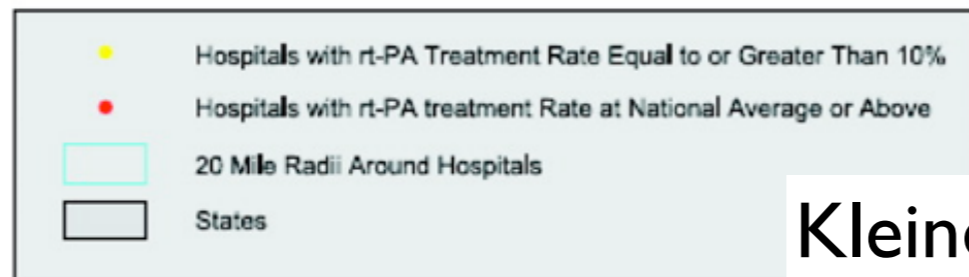 Hospitals with rt-PA Treatment Rate Equal to or Greater Than 10%
Hospitals with rt-PA treatment Rate at National Average or Above
20 Mile Radii Around Hospitals
States